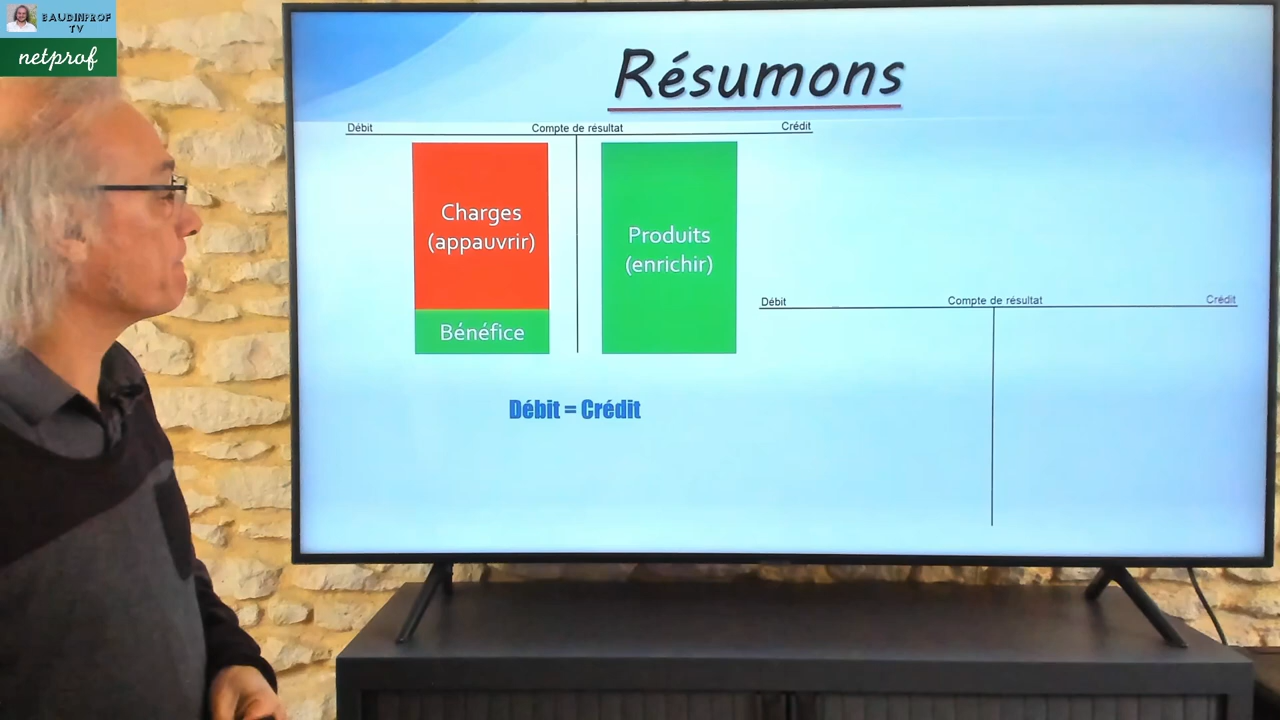 BAUDINPROF
TV
netprof
Résumons
Débit Compte de résultat Crédit
Charges
(appauvrir)
Bénéfice
Produits
(enrichir)
Débit = Crédit
Débit Compte de résultat Crédit